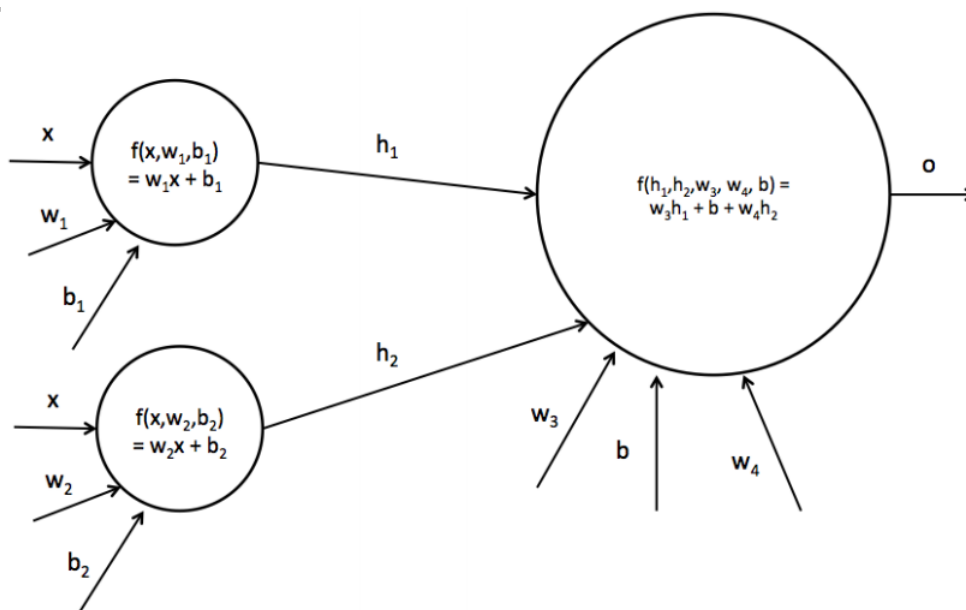 x
f(x,w₁,b₁)
= w₁x + b₁
w₁
b₁
h₁
f(h₁,h₂,w₃, w₄, b) =
w₃h₁ + b + w₄h₂
o
x
f(x,w₂,b₂)
= w₂x + b₂
w₂
b₂
h₂
w₃
b
w₄